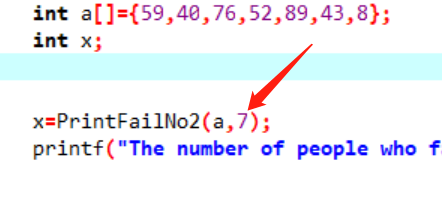 int a[]={59,40,76,52,89,43,8};
int x;
x=PrintFailNo2(a,7);
printf("The number of people who